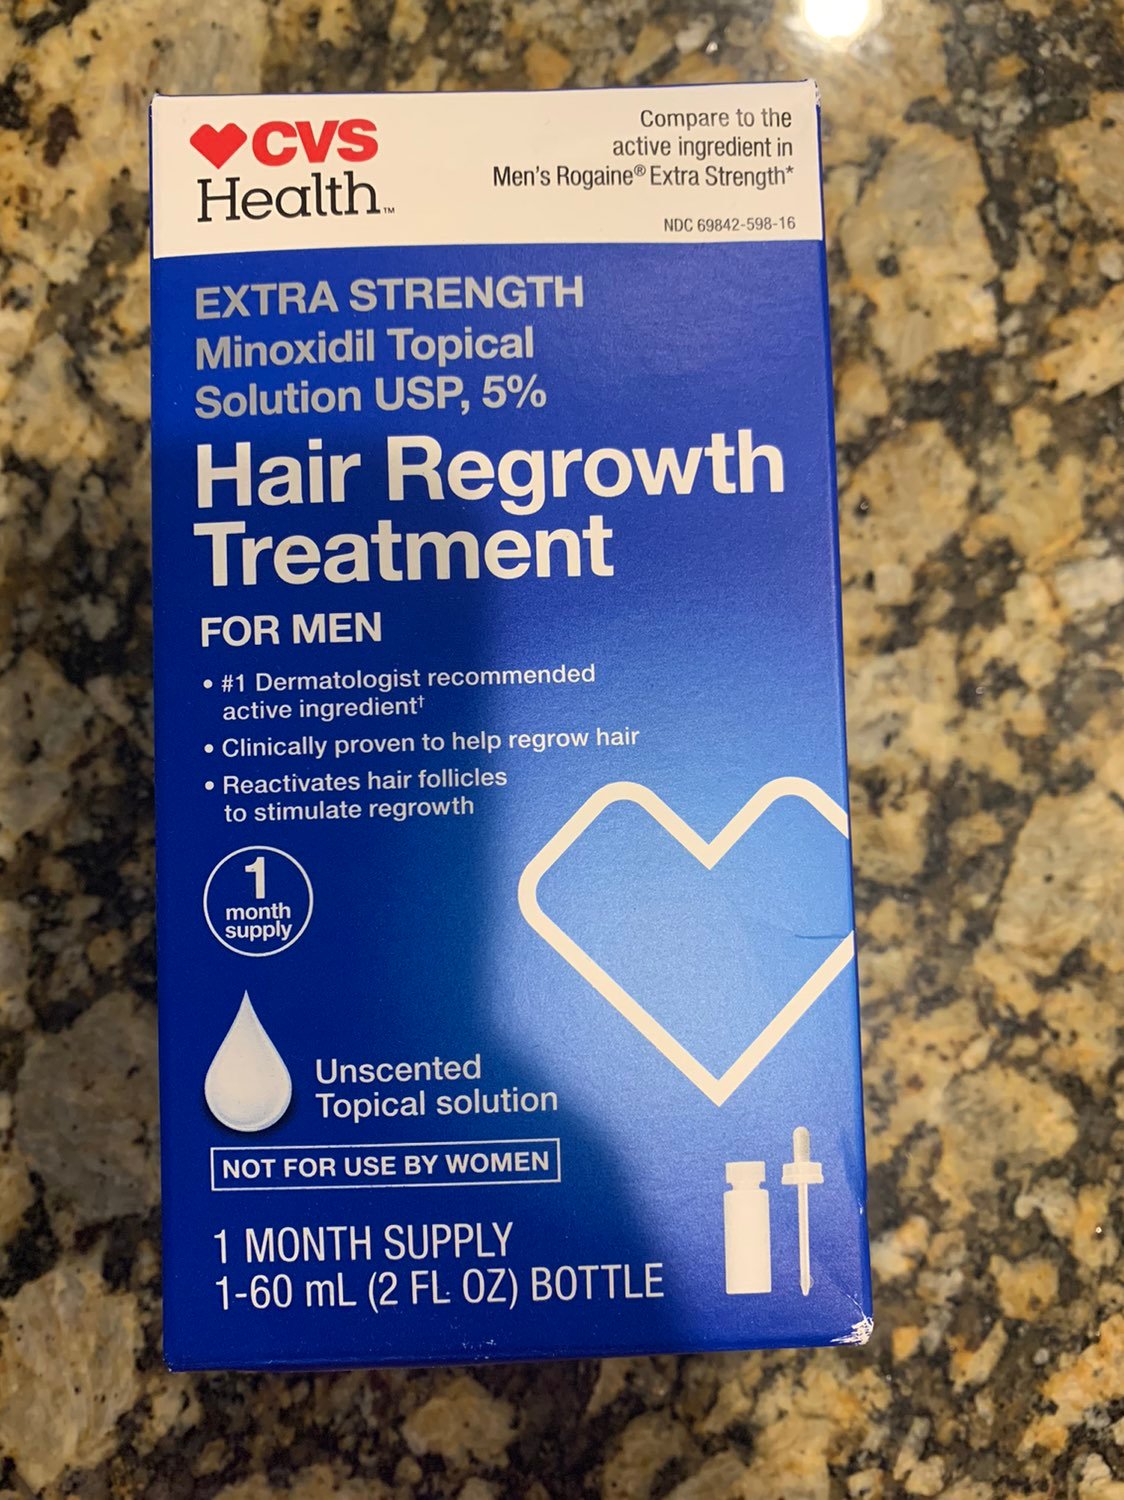 CVS
Health™
Compare to the
active ingredient in
Men's Rogaine® Extra Strength*
NDC 69842-598-16
EXTRA STRENGTH
Minoxidil Topical
Solution USP, 5%
Hair Regrowth
Treatment
FOR MEN
• #1 Dermatologist recommended
active ingredient†
• Clinically proven to help regrow hair
• Reactivates hair follicles
to stimulate regrowth
1
month
supply
Unscented
Topical solution
NOT FOR USE BY WOMEN
1 MONTH SUPPLY
1-60 mL (2 FL OZ) BOTTLE